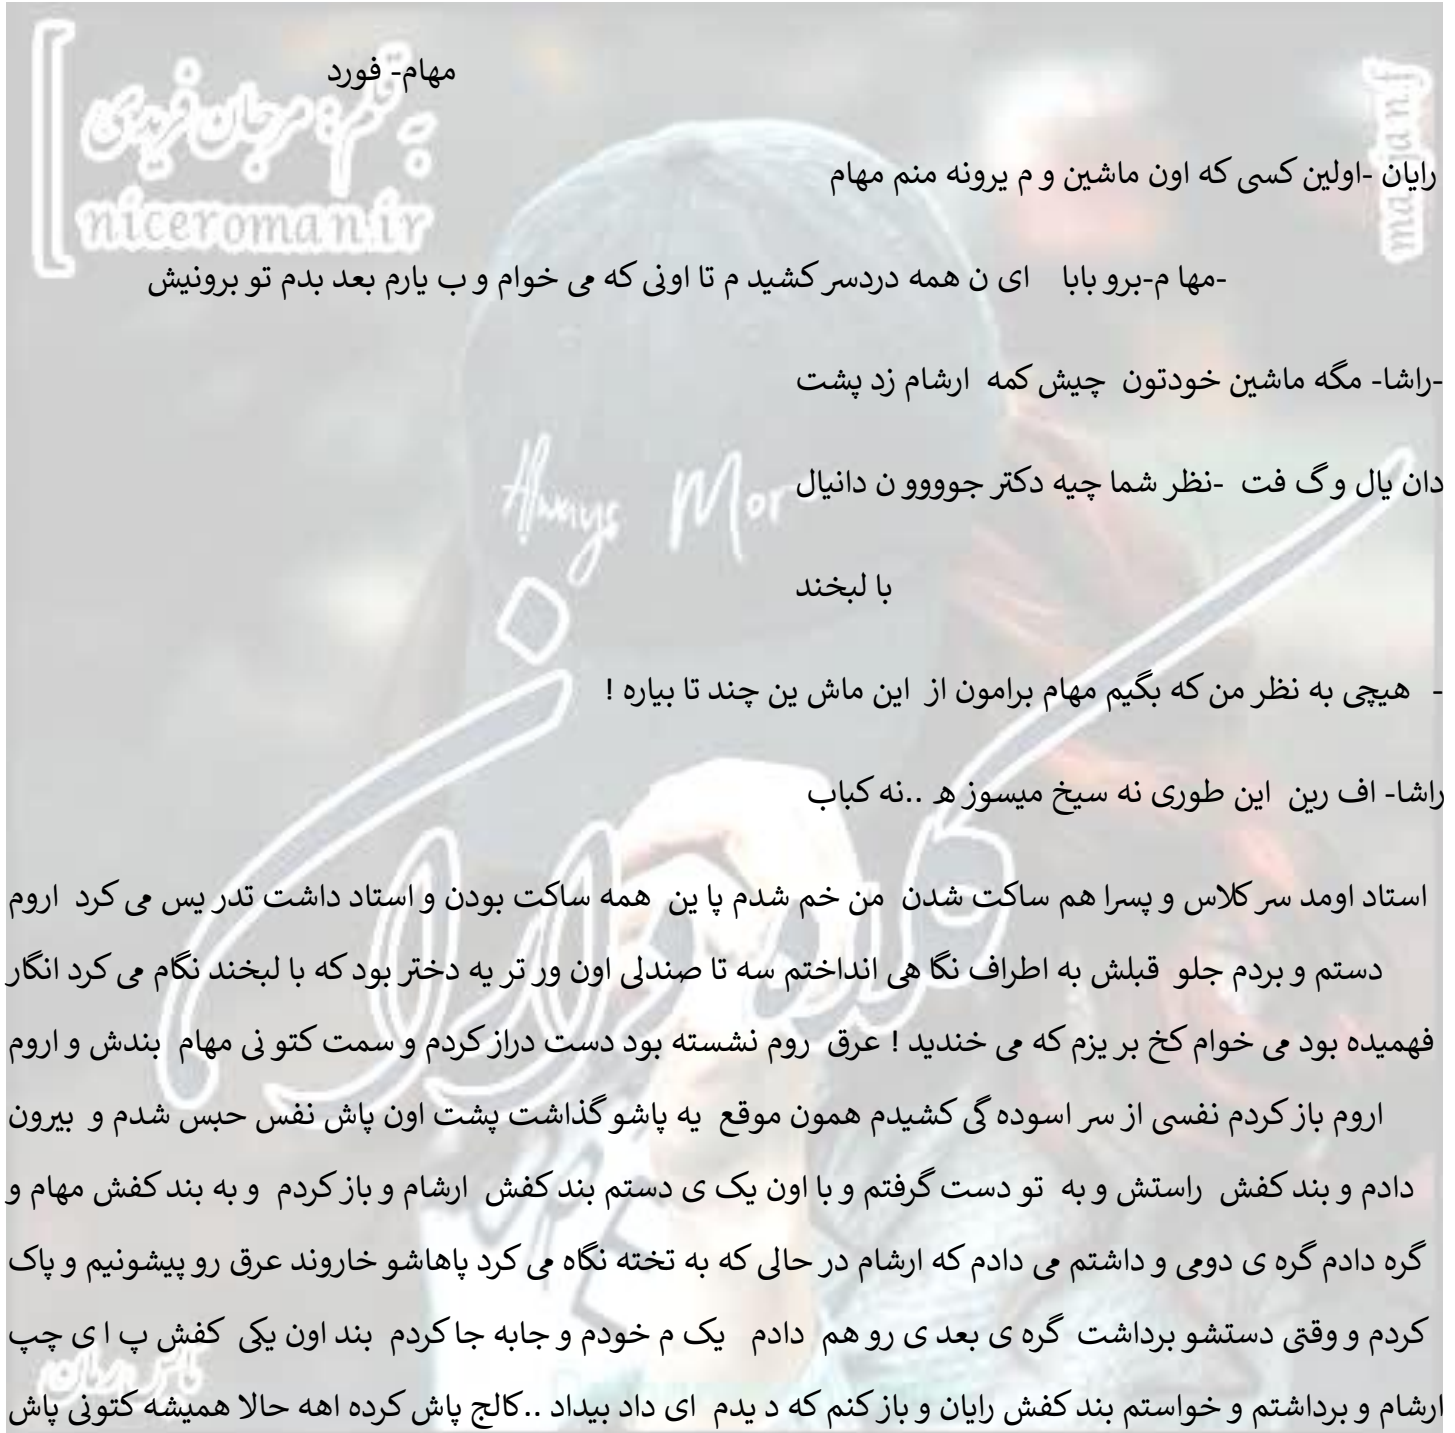 مهام- فورد
به قلم: مرجان فریدی
niceroman.ir
marjan.f
رایان -اولین کسی که اون ماشین و م یرونه منم مهام
-مها م-برو بابا ای ن همه دردسر کشید م تا اونی که می خوام و ب یارم بعد بدم تو برونیش
-راشا- مگه ماشین خودتون چیش کمه ارشام زد پشت
Always Mor
دان یال و گ فت -نظر شما چیه دکتر جوووو ن دانیال
با لبخند
- هیچی به نظر من که بگیم مهام برامون از این ماش ین چند تا بیاره !
راشا- اف رین این طوری نه سیخ میسوز ه ..نه کباب
استاد اومد سر کلاس و پسرا هم ساکت شدن من خم شدم پا ین همه ساکت بودن و استاد داشت تدر یس می کرد اروم
دستم و بردم جلو قبلش به اطراف نگا هی انداختم سه تا صندلی اون ور تر یه دختر بود که با لبخند نگام می کرد انگار
فهمیده بود می خوام کخ بر یزم که می خندید ! عرق روم نشسته بود دست دراز کردم و سمت کتو نی مهام بندش و اروم
اروم باز کردم نفسی از سر اسوده گی کشیدم همون موقع یه پاشو گذاشت پشت اون پاش نفس حبس شدم و بیرون
دادم و بند کفش راستش و به تو دست گرفتم و با اون یک ی دستم بند کفش ارشام و باز کردم و به بند کفش مهام و
گره دادم گره ی دومی و داشتم می دادم که ارشام در حالی که به تخته نگاه می کرد پاهاشو خاروند عرق رو پیشونیم و پاک
کردم و وقتی دستشو برداشت گره ی بعد ی رو هم دادم یک م خودم و جابه جا کردم بند اون یکی کفش پ ا ی چپ
ارشام و برداشتم و خواستم بند کفش رایان و باز کنم که د یدم ای داد بیداد ..کالج پاش کرده اهه حالا همیشه کتونی پاش